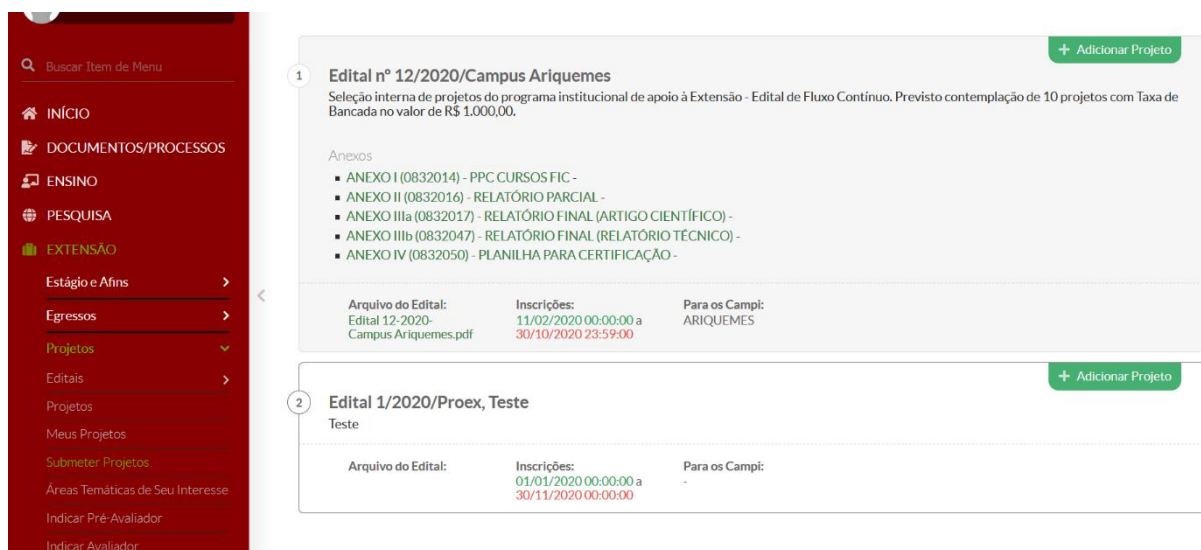 Buscar Item de Menu
INÍCIO
DOCUMENTOS/PROCESSOS
ENSINO
PESQUISA
EXTENSÃO
Estágio e Afins
Egressos
Projetos
Editais
Projetos
Meus Projetos
Submeter Projetos
Áreas Temáticas de Seu Interesse
Indicar Pré-Avaliador
Indicar Avaliador
+ Adicionar Projeto
1
Edital nº 12/2020/Campus Ariquemes
Seleção interna de projetos do programa institucional de apoio à Extensão - Edital de Fluxo Contínuo. Previsto contemplação de 10 projetos com Taxa de
Bancada no valor de R$ 1.000,00.
Anexos
ANEXO I (0832014) - PPC CURSOS FIC -
ANEXO II (0832016) - RELATÓRIO PARCIAL -
ANEXO IIIa (0832017) - RELATÓRIO FINAL (ARTIGO CIENTÍFICO) -
ANEXO IIIb (0832047) - RELATÓRIO FINAL (RELATÓRIO TÉCNICO) -
ANEXO IV (0832050) - PLANILHA PARA CERTIFICAÇÃO -
Arquivo do Edital:
Edital 12-2020-
Campus Ariquemes.pdf
Inscrições:
11/02/2020 00:00:00 a
30/10/2020 23:59:00
Para os Campi:
ARIQUEMES
+ Adicionar Projeto
2
Edital 1/2020/Proex, Teste
Teste
Arquivo do Edital:
Inscrições:
01/01/2020 00:00:00 a
30/11/2020 00:00:00
Para os Campi:
-